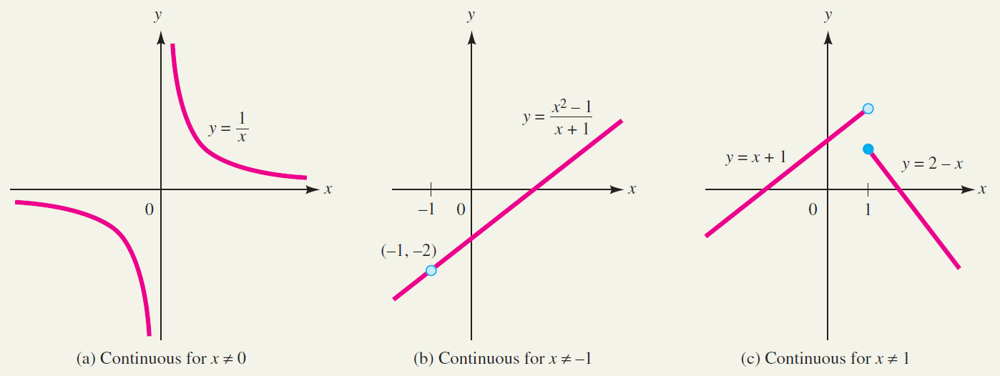 y
y = 1/x
x
0
(a) Continuous for x ≠ 0
y
y = x² – 1 / x + 1
x
–1 0
(–1, –2)
(b) Continuous for x ≠ –1
y
y = x + 1
y = 2 – x
x
0 1
(c) Continuous for x ≠ 1